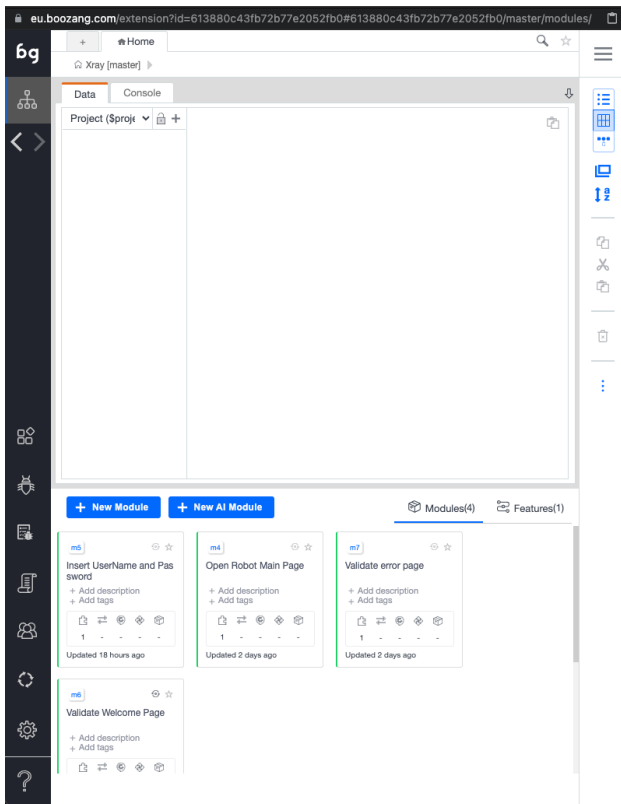 eu.boozang.com/extension?id=613880c43fb72b77e2052fb0#613880c43fb72b77e2052fb0/master/modules/
bg
+ Home
Xray [master]
Data Console
Project ($proje
+ New Module + New AI Module Modules(4) Features(1)
m5
Insert UserName and Pas
sword
+ Add description
+ Add tags
1 - - - -
Updated 18 hours ago
m4
Open Robot Main Page
+ Add description
+ Add tags
1 - - - -
Updated 2 days ago
m7
Validate error page
+ Add description
+ Add tags
1 - - - -
Updated 2 days ago
m6
Validate Welcome Page
+ Add description
+ Add tags